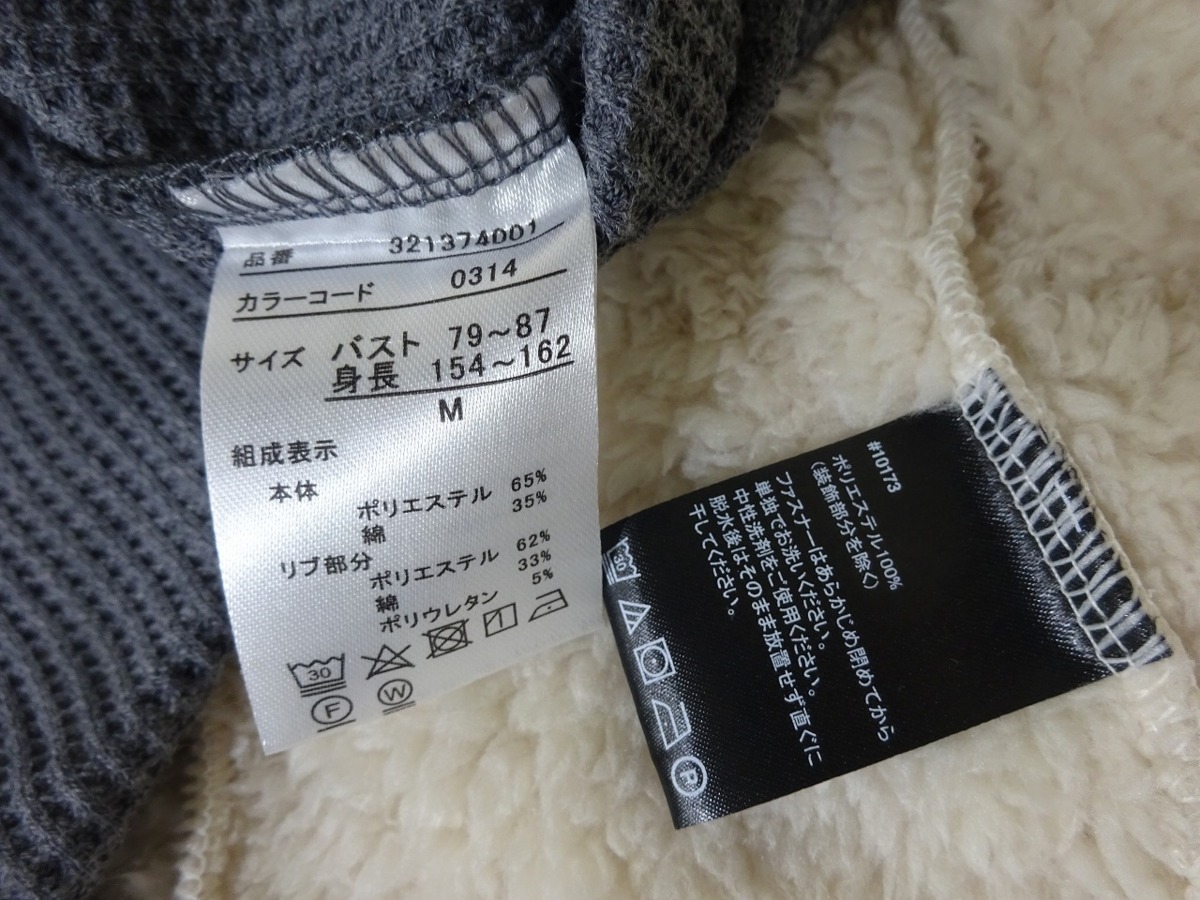 品番 321374001
カラーコード 0314
サイズ バスト 79～87
身長 154～162
M
組成表示
本体
ポリエステル 65%
綿 35%
リブ部分
ポリエステル 62%
綿 33%
ポリウレタン 5%
30
F
W
#10173
ポリエステル100%
(装飾部分を除く)
ファスナーはあらかじめ閉めてから
単独でお洗いください。
中性洗剤をご使用ください。
脱水後はそのまま放置せず直ぐに
干してください。
30
R